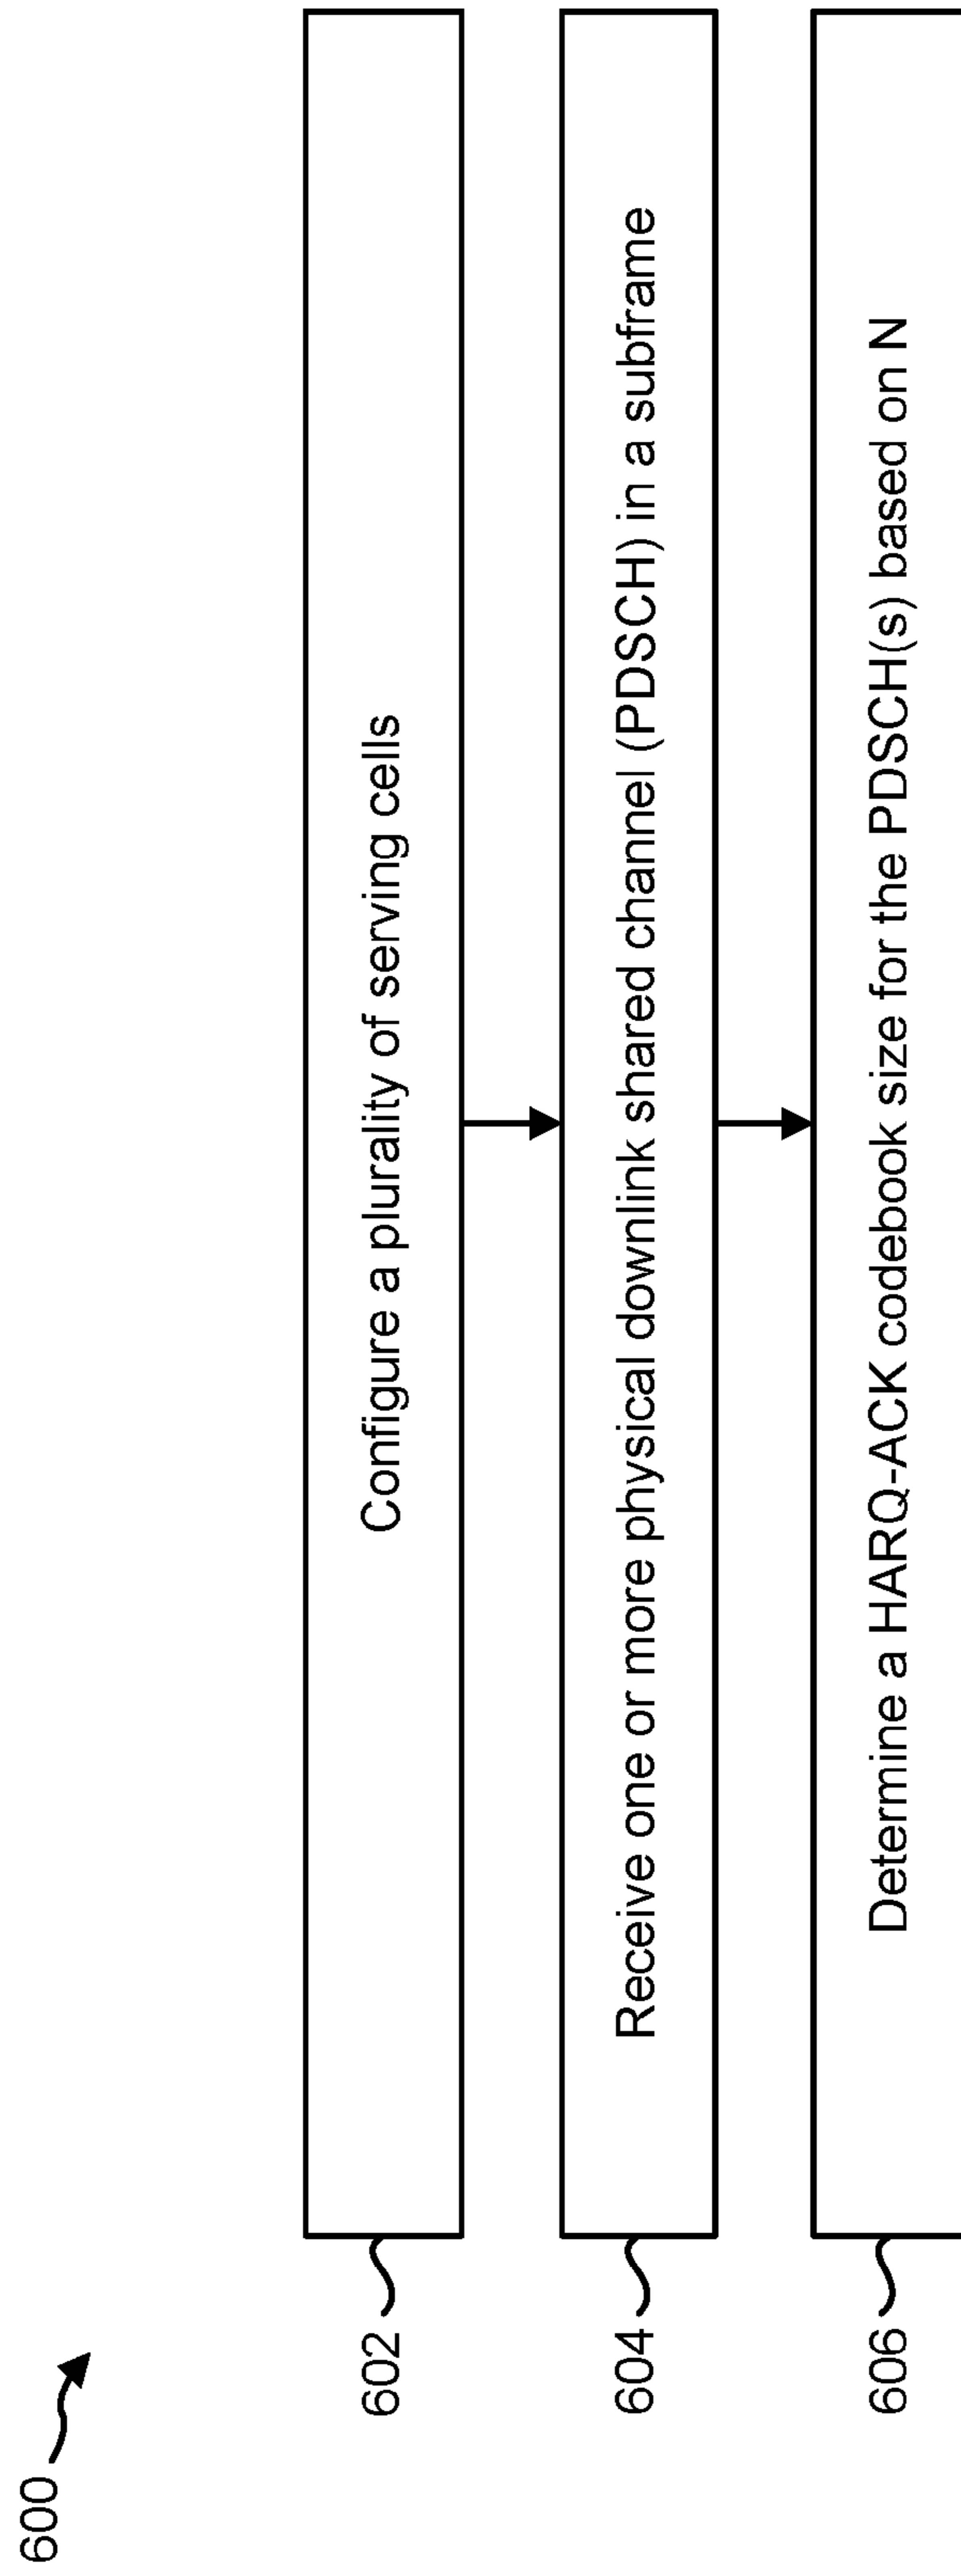 600
602
Configure a plurality of serving cells
604
Receive one or more physical downlink shared channel (PDSCH) in a subframe
606
Determine a HARQ-ACK codebook size for the PDSCH(s) based on N